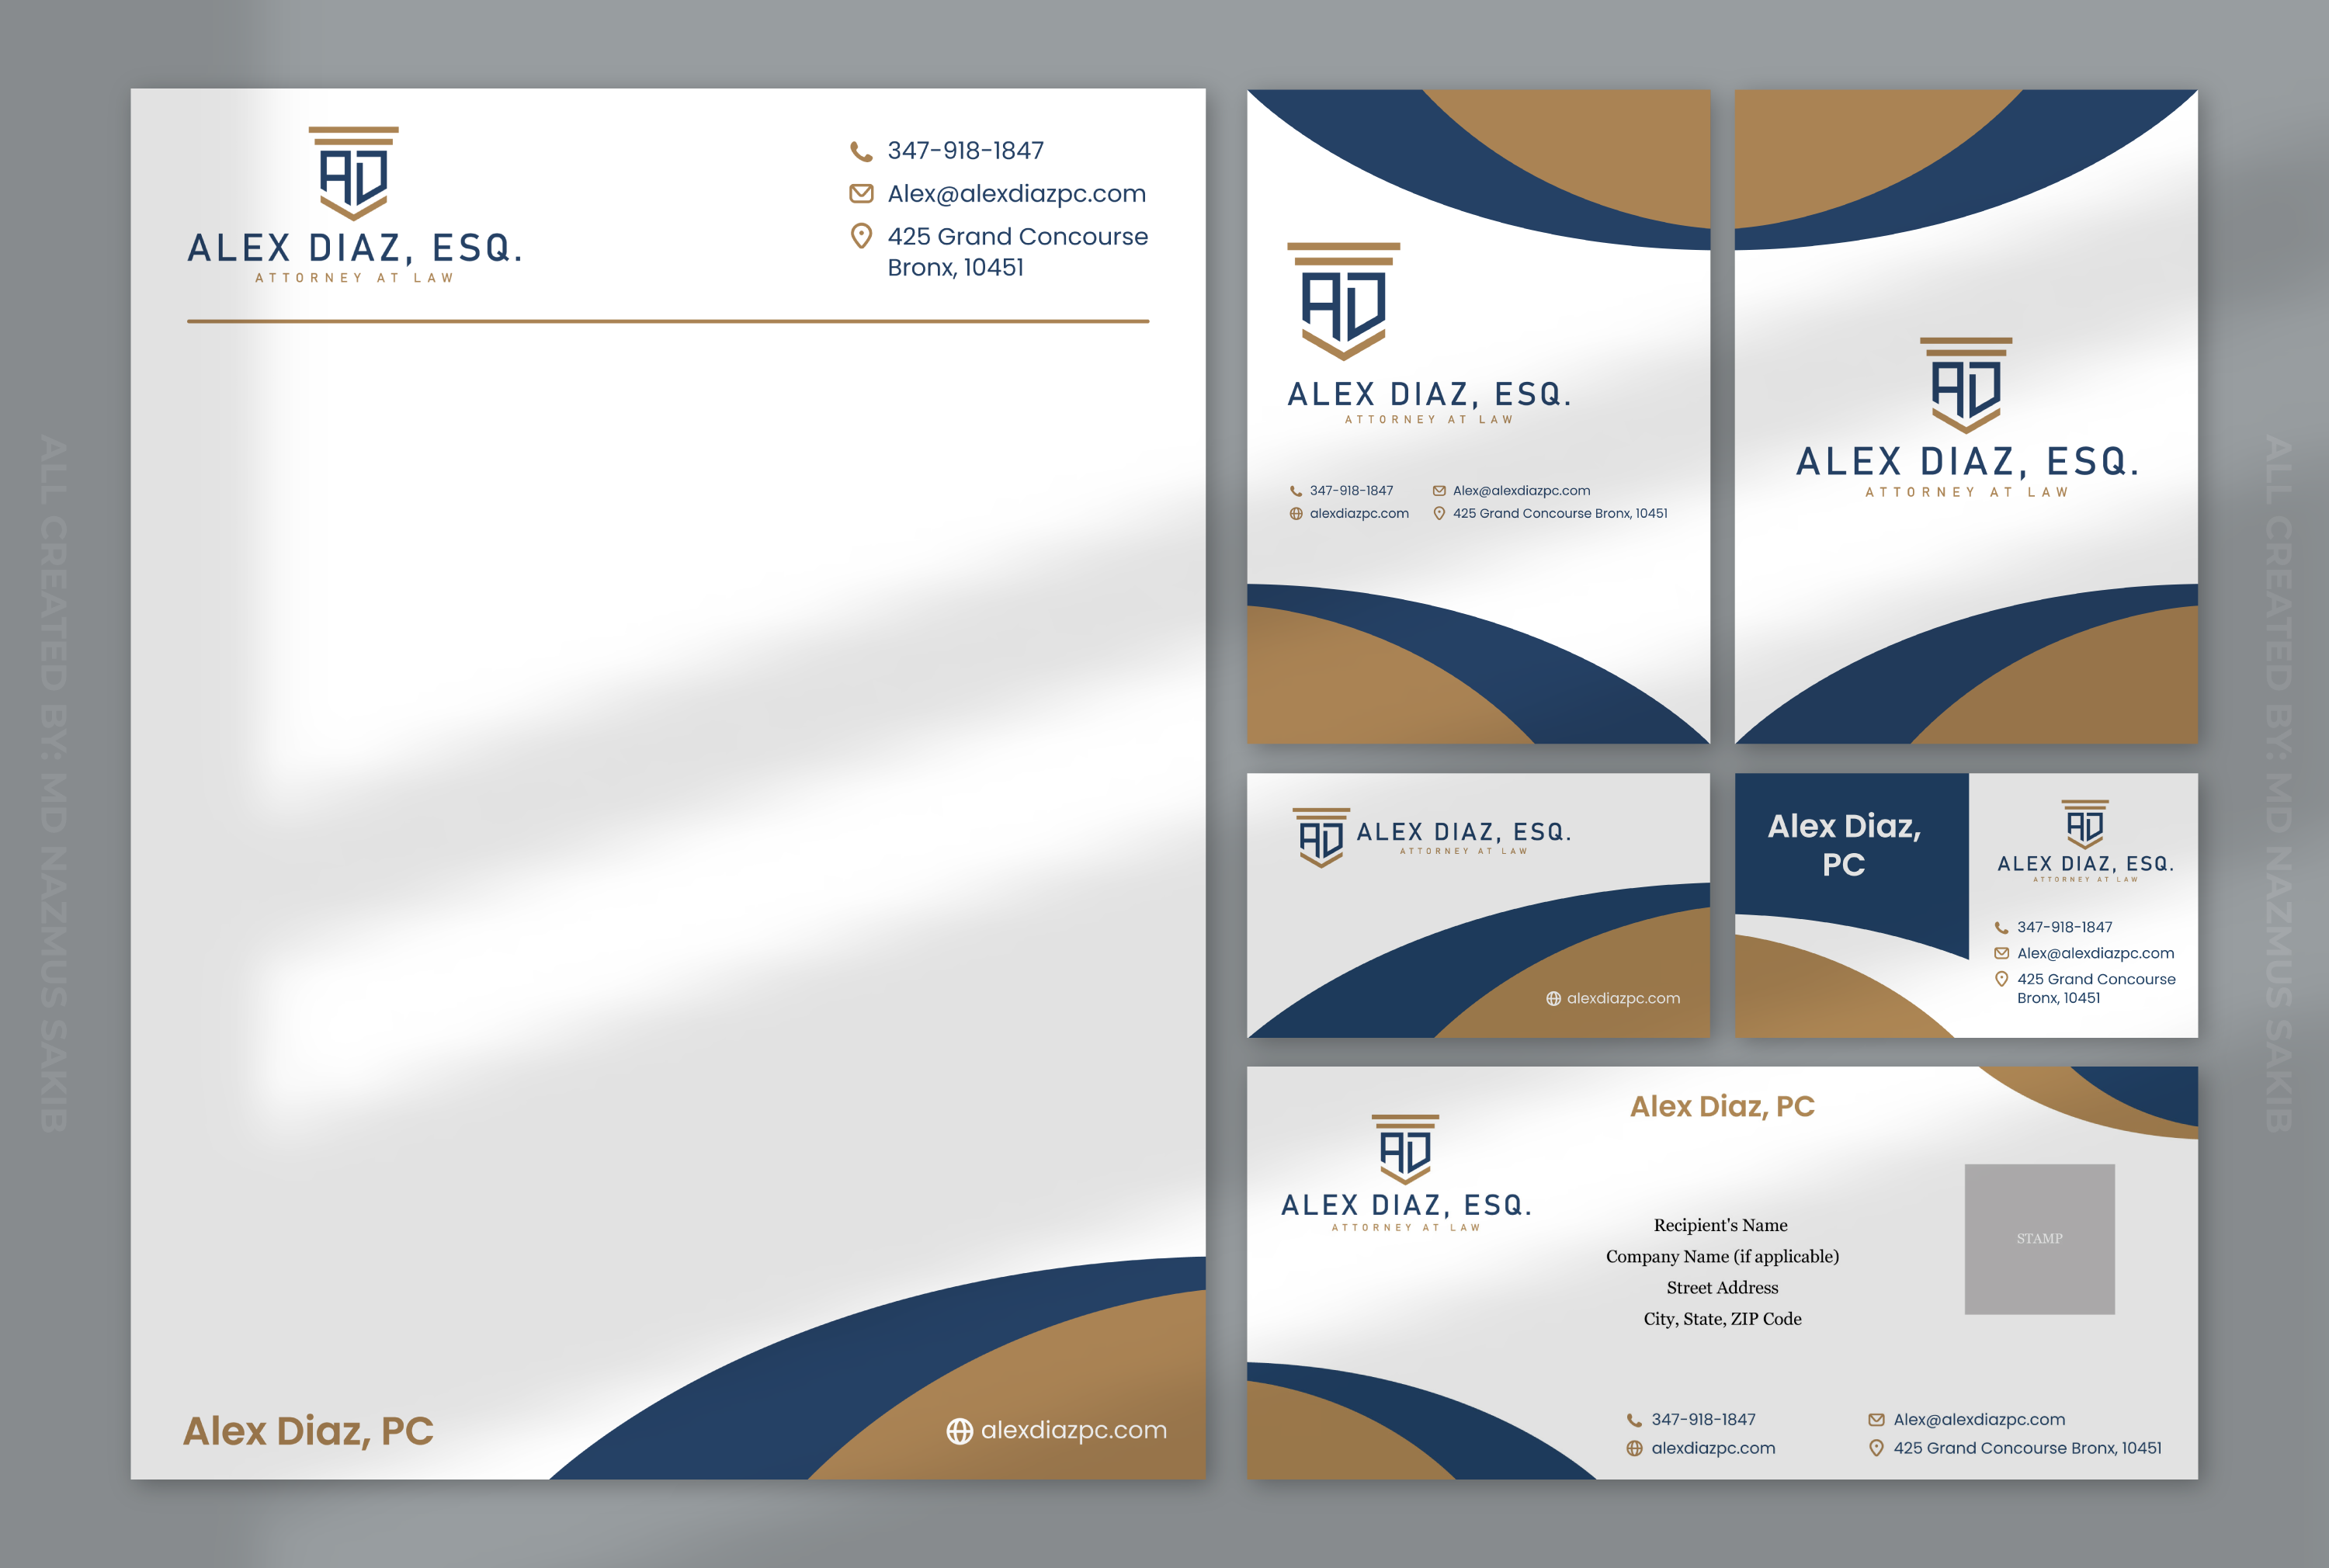 ALL CREATED BY: MD NAZMUS SAKIB
AD
ALEX DIAZ, ESQ.
ATTORNEY AT LAW
347-918-1847
Alex@alexdiazpc.com
425 Grand Concourse
Bronx, 10451
Alex Diaz, PC
alexdiazpc.com
AD
ALEX DIAZ, ESQ.
ATTORNEY AT LAW
347-918-1847
Alex@alexdiazpc.com
alexdiazpc.com
425 Grand Concourse Bronx, 10451
AD
ALEX DIAZ, ESQ.
ATTORNEY AT LAW
AD
ALEX DIAZ, ESQ.
ATTORNEY AT LAW
alexdiazpc.com
Alex Diaz,
PC
AD
ALEX DIAZ, ESQ.
ATTORNEY AT LAW
347-918-1847
Alex@alexdiazpc.com
425 Grand Concourse
Bronx, 10451
Alex Diaz, PC
AD
ALEX DIAZ, ESQ.
ATTORNEY AT LAW
Recipient's Name
Company Name (if applicable)
Street Address
City, State, ZIP Code
STAMP
347-918-1847
Alex@alexdiazpc.com
alexdiazpc.com
425 Grand Concourse Bronx, 10451
ALL CREATED BY: MD NAZMUS SAKIB